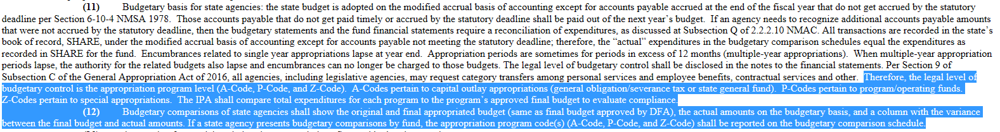 (11) Budgetary basis for state agencies: the state budget is adopted on the modified accrual basis of accounting except for accounts payable accrued at the end of the fiscal year that do not get accrued by the statutory
deadline per Section 6-10-4 NMSA 1978. Those accounts payable that do not get paid timely or accrued by the statutory deadline shall be paid out of the next year’s budget. If an agency needs to recognize additional accounts payable amounts
that were not accrued by the statutory deadline, then the budgetary statements and the fund financial statements require a reconciliation of expenditures, as discussed at Subsection Q of 2.2.2.10 NMAC. All transactions are recorded in the state’s
book of record, SHARE, under the modified accrual basis of accounting except for accounts payable not meeting the statutory deadline; therefore, the “actual” expenditures in the budgetary comparison schedules equal the expenditures as
recorded in SHARE for the fund. Encumbrances related to single year appropriations lapse at year end. Appropriation periods are sometimes for periods in excess of 12 months (multiple-year appropriations). When multiple-year appropriation
periods lapse, the authority for the related budgets also lapse and encumbrances can no longer be charged to those budgets. The legal level of budgetary control shall be disclosed in the notes to the financial statements. Per Section 9 of
Subsection C of the General Appropriation Act of 2016, all agencies, including legislative agencies, may request category transfers among personal services and employee benefits, contractual services and other. Therefore, the legal level of
budgetary control is the appropriation program level (A-Code, P-Code, and Z-Code). A-Codes pertain to capital outlay appropriations (general obligation/severance tax or state general fund). P-Codes pertain to program/operating funds.
Z-Codes pertain to special appropriations. The IPA shall compare total expenditures for each program to the program’s approved final budget to evaluate compliance.
(12) Budgetary comparisons of state agencies shall show the original and final appropriated budget (same as final budget approved by DFA), the actual amounts on the budgetary basis, and a column with the variance
between the final budget and actual amounts. If a state agency presents budgetary comparisons by fund, the appropriation program code(s) (A-Code, P-Code, and Z-Code) shall be reported on the budgetary comparison schedule.